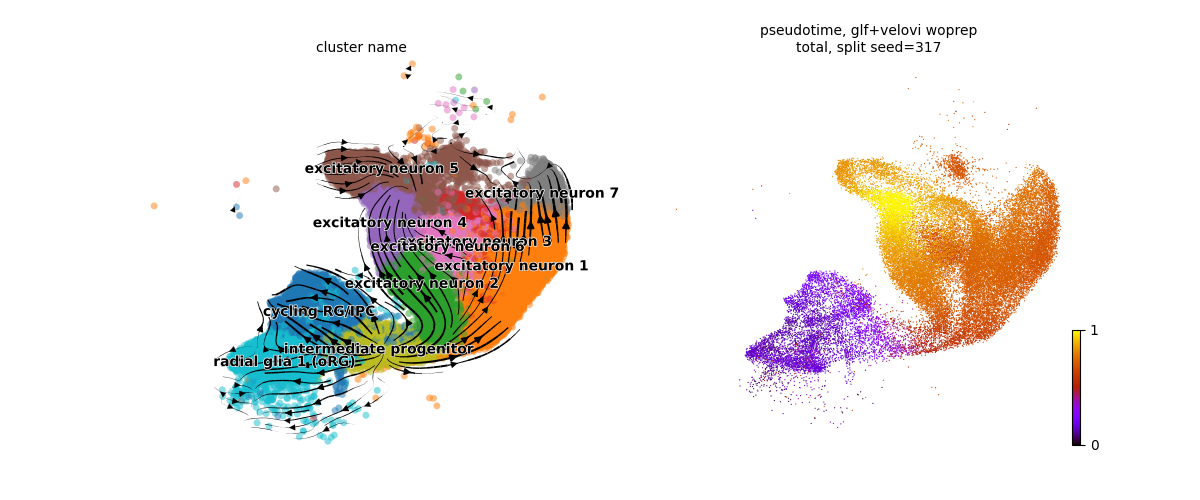 cluster name
pseudotime, glf+velovi woprep
total, split seed=317
excitatory neuron 5
excitatory neuron 7
excitatory neuron 4
excitatory neuron 3
excitatory neuron 6
excitatory neuron 1
excitatory neuron 2
cycling RG/IPC
intermediate progenitor
radial glia 1 (oRG)
1
0